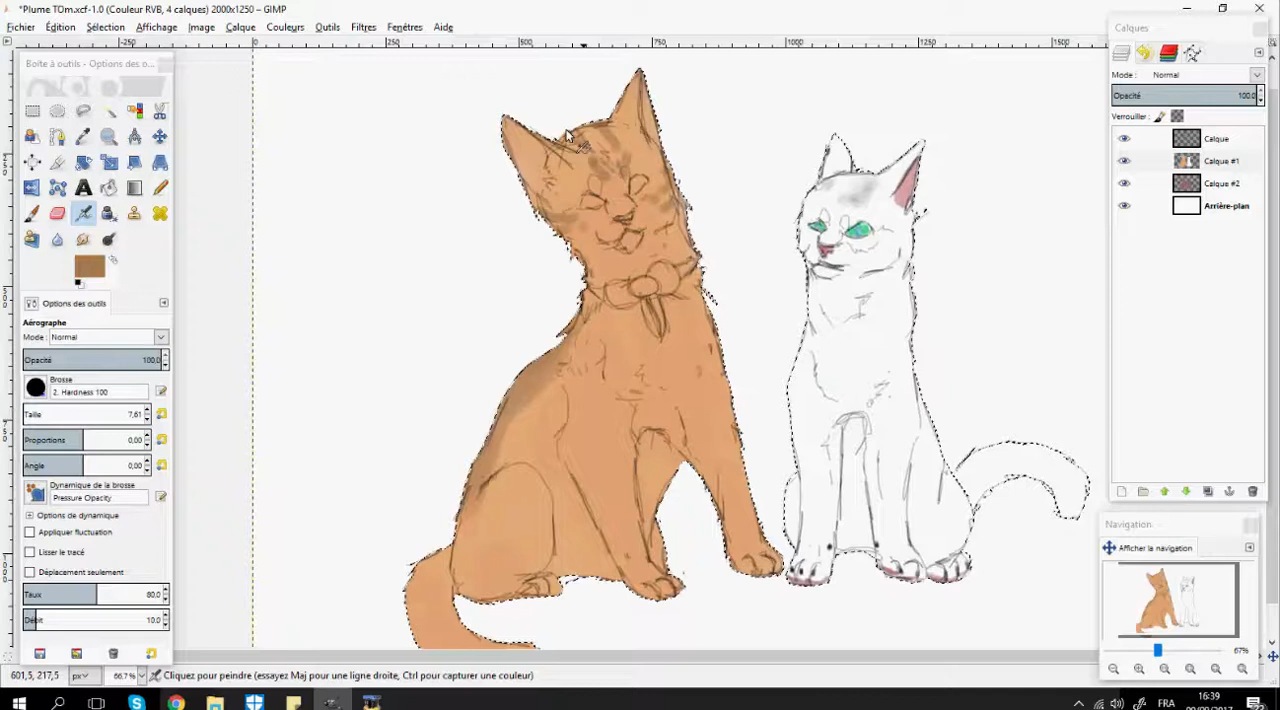 *Plume TOm.xcf-1.0 (Couleur RVB, 4 calques) 2000x1250 – GIMP
Fichier Édition Sélection Affichage Image Calque Couleurs Outils Filtres Fenêtres Aide
-250 0 250 500 750 1000 1250 1500
Boîte à outils - Options des o...
Options des outils
Aérographe
Mode : Normal
Opacité 100,0
Brosse
2. Hardness 100
Taille 7,61
Proportions 0,00
Angle 0,00
Dynamique de la brosse
Pressure Opacity
Options de dynamique
Appliquer fluctuation
Lisser le tracé
Déplacement seulement
Taux 80,0
Débit 10,0
Calques
Mode : Normal
Opacité 100,0
Verrouiller :
Calque
Calque #1
Calque #2
Arrière-plan
Navigation
Afficher la navigation
67%
601,5, 217,5 px 66.7 % Cliquez pour peindre (essayez Maj pour une ligne droite, Ctrl pour capturer une couleur)
FRA
16:39